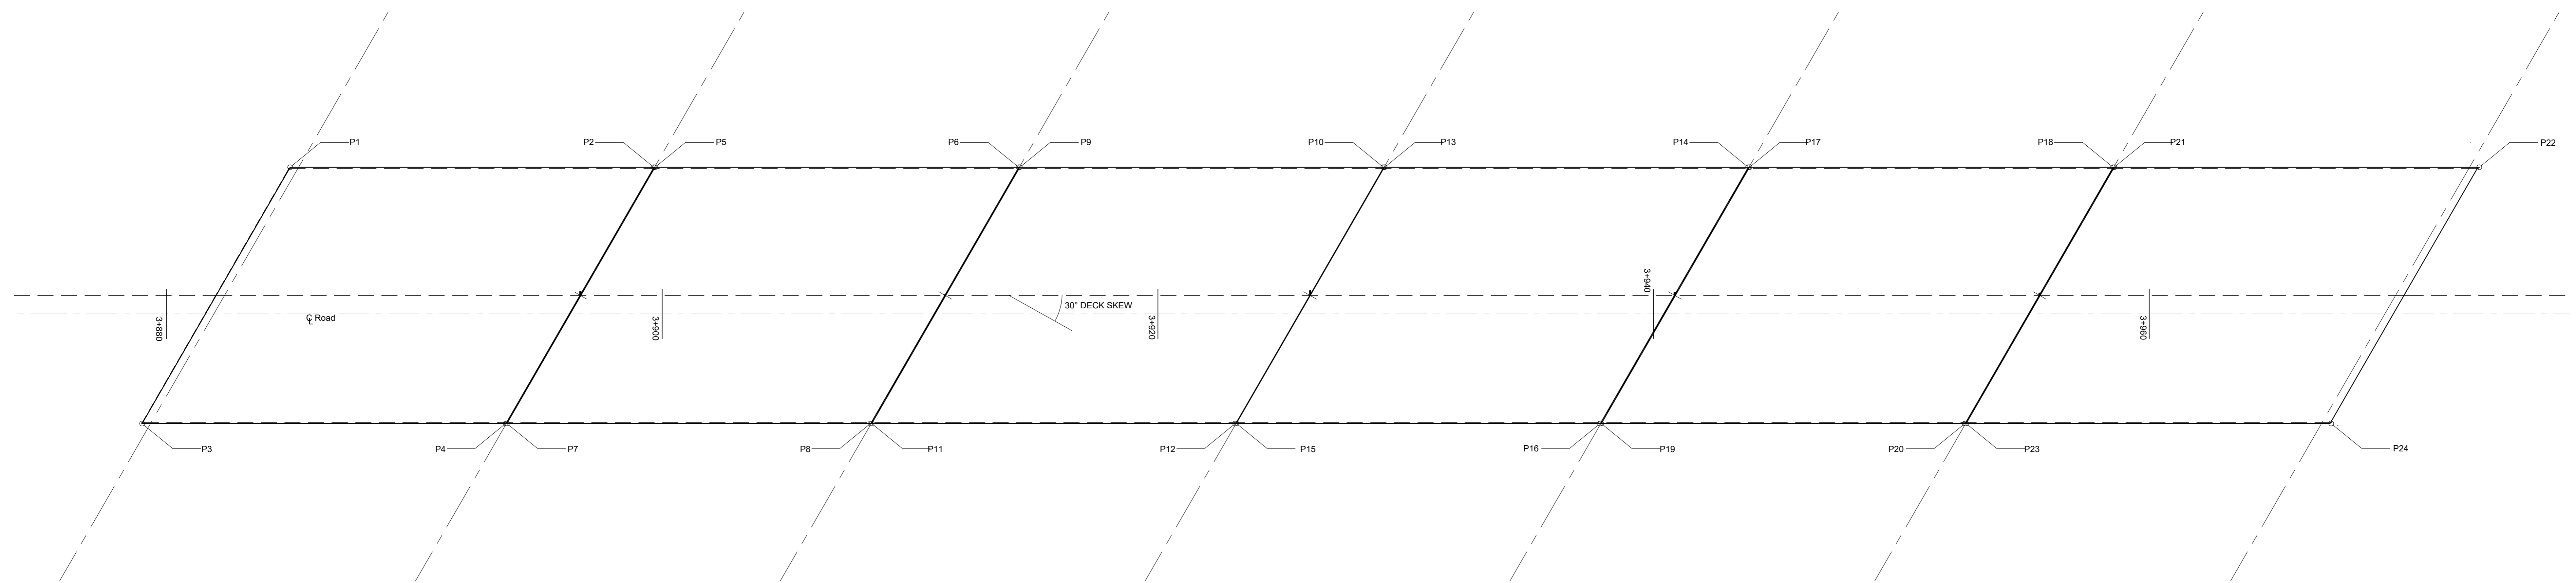 P1
P2
P5
P6
P9
P10
P13
P14
P17
P18
P21
P22
3+880
℄ Road
3+900
30° DECK SKEW
3+920
3+940
3+960
P3
P4
P7
P8
P11
P12
P15
P16
P19
P20
P23
P24